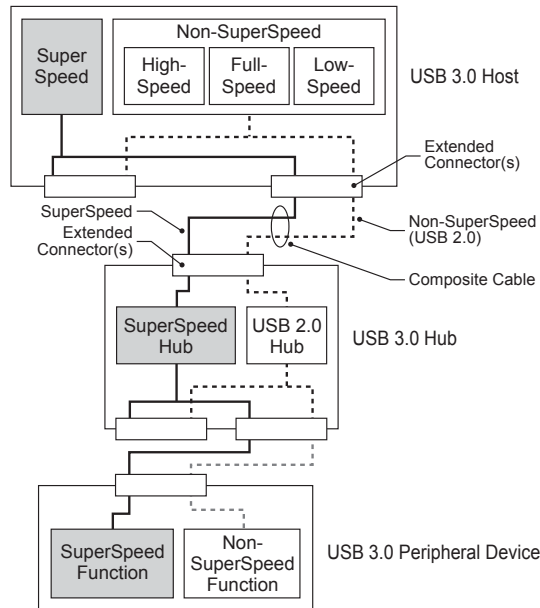 Super
Speed
Non-SuperSpeed
High-
Speed
Full-
Speed
Low-
Speed
USB 3.0 Host
Extended
Connector(s)
SuperSpeed
Extended
Connector(s)
Non-SuperSpeed
(USB 2.0)
Composite Cable
SuperSpeed
Hub
USB 2.0
Hub
USB 3.0 Hub
SuperSpeed
Function
Non-
SuperSpeed
Function
USB 3.0 Peripheral Device